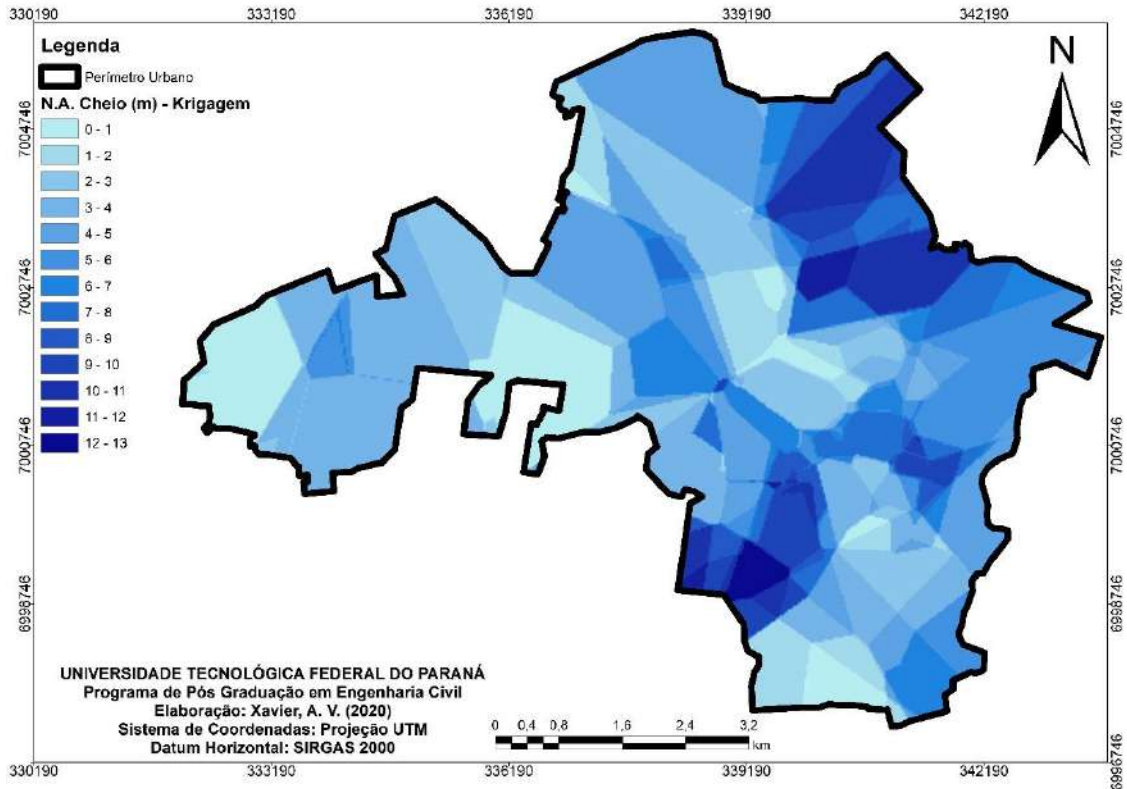 330190 333190 336190 339190 342190
Legenda
Perímetro Urbano
N.A. Cheio (m) - Krigagem
0 - 1
1 - 2
2 - 3
3 - 4
4 - 5
5 - 6
6 - 7
7 - 8
8 - 9
9 - 10
10 - 11
11 - 12
12 - 13
N
7004746
7002746
7000746
6998746
7004746
7002746
7000746
6998746
6996746
UNIVERSIDADE TECNOLÓGICA FEDERAL DO PARANÁ
Programa de Pós Graduação em Engenharia Civil
Elaboração: Xavier, A. V. (2020)
Sistema de Coordenadas: Projeção UTM
Datum Horizontal: SIRGAS 2000
0 0,4 0,8 1,6 2,4 3,2
km
330190 333190 336190 339190 342190